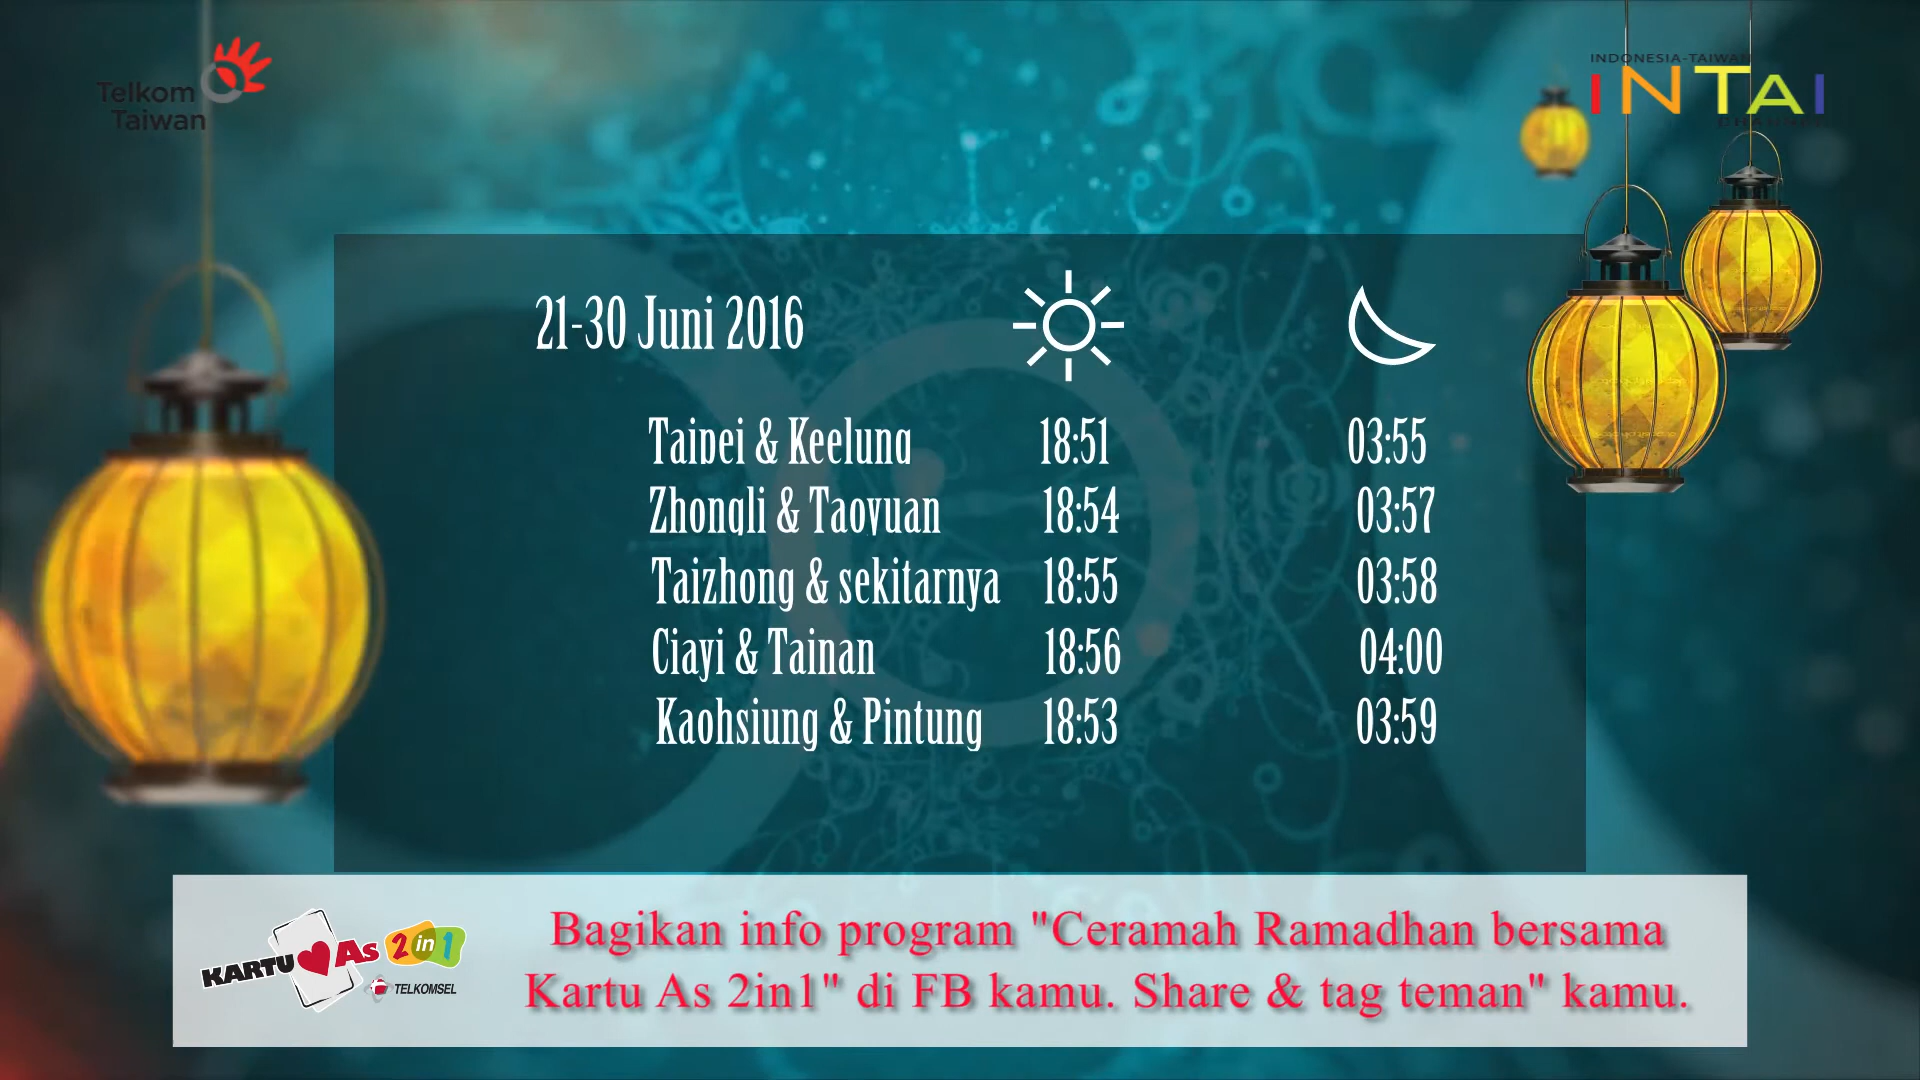 Telkom
Taiwan
INDONESIA-TAIWAN
INTAI
CHANNEL
21-30 Juni 2016
Taipei & Keelung 18:51 03:55
Zhongli & Taoyuan 18:54 03:57
Taizhong & sekitarnya 18:55 03:58
Ciayi & Tainan 18:56 04:00
Kaohsiung & Pintung 18:53 03:59
KARTU As 2in1
TELKOMSEL
Bagikan info program "Ceramah Ramadhan bersama
Kartu As 2in1" di FB kamu. Share & tag teman" kamu.